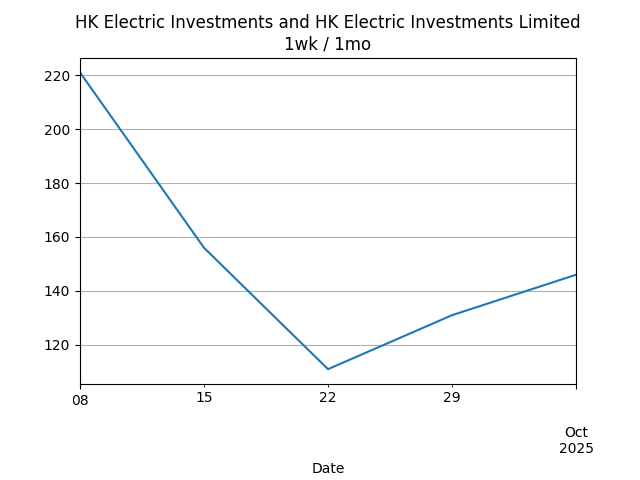 HK Electric Investments and HK Electric Investments Limited
1wk / 1mo
220
200
180
160
140
120
08 15 22 29
Oct
2025
Date